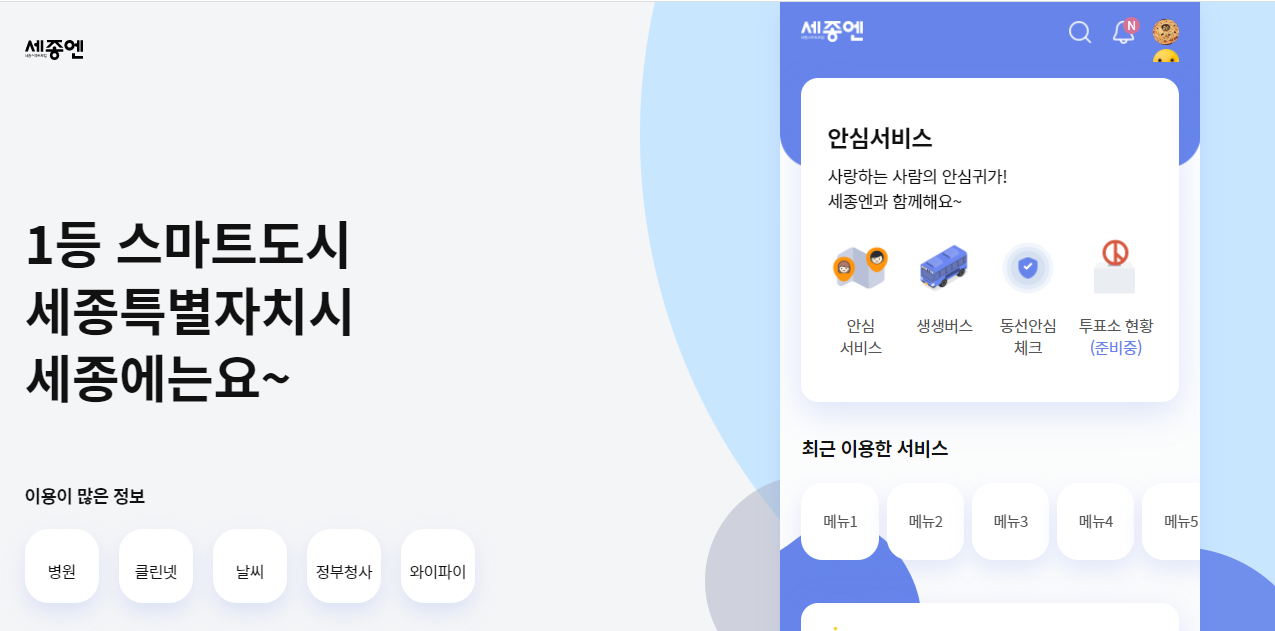 세종엔
1등 스마트도시
세종특별자치시
세종에는요~
이용이 많은 정보
병원
클린넷
날씨
정부청사
와이파이
세종엔
N
안심서비스
사랑하는 사람의 안심귀가!
세종엔과 함께해요~
안심
서비스
생생버스
동선안심
체크
투표소 현황
(준비중)
최근 이용한 서비스
메뉴1
메뉴2
메뉴3
메뉴4
메뉴5